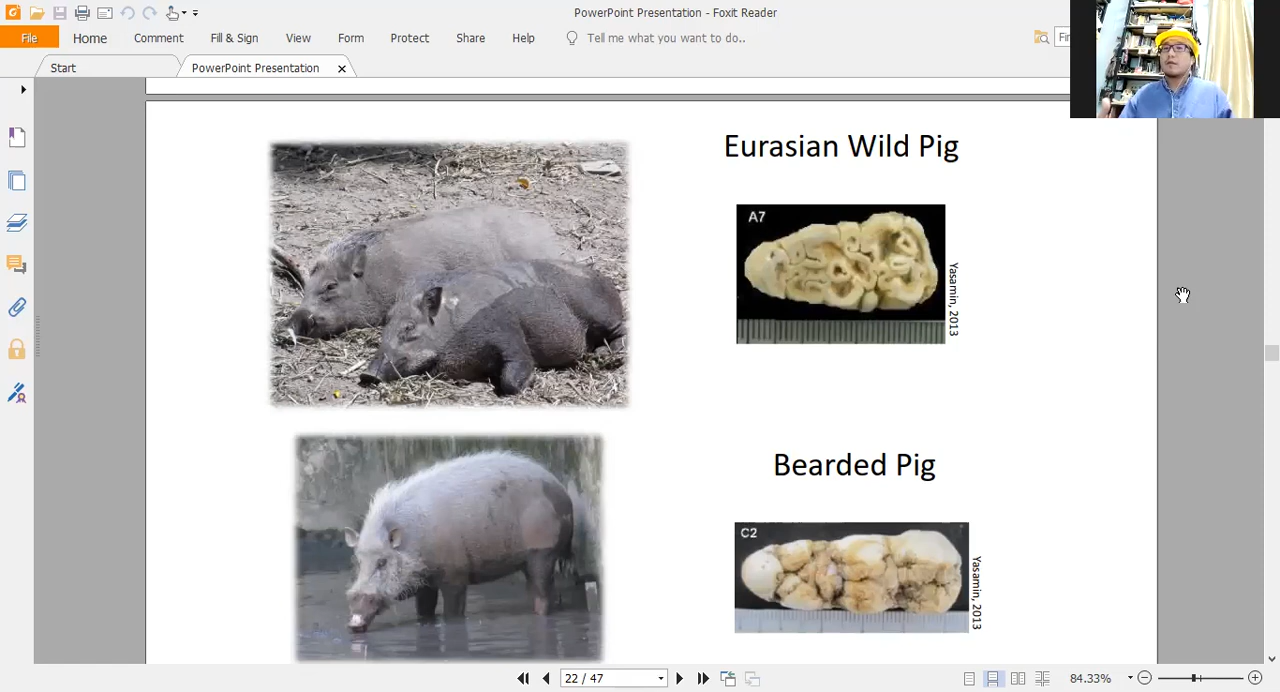 PowerPoint Presentation - Foxit Reader
File
Home
Comment
Fill & Sign
View
Form
Protect
Share
Help
Tell me what you want to do..
Start
PowerPoint Presentation
Eurasian Wild Pig
A7
Yasamin, 2013
Bearded Pig
C2
Yasamin, 2013
22 / 47
84.33%